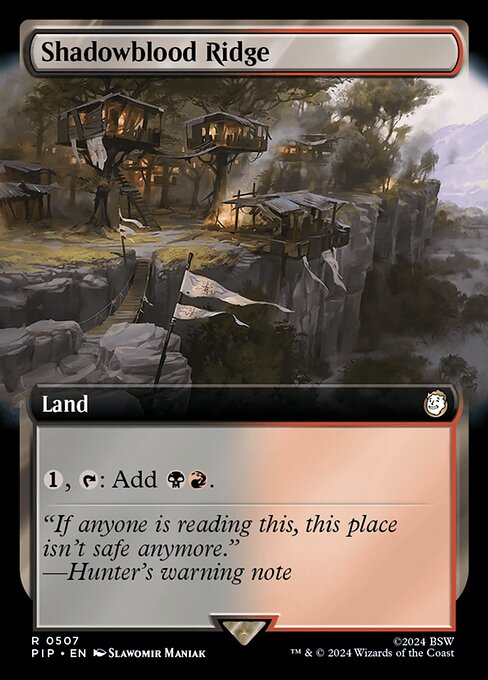 Shadowblood Ridge
Land
1, : Add .
“If anyone is reading this, this place
isn’t safe anymore.”
—Hunter’s warning note
R 0507
PIP • EN SLAWOMIR MANIAK
©2024 BSW
™ & © 2024 Wizards of the Coast